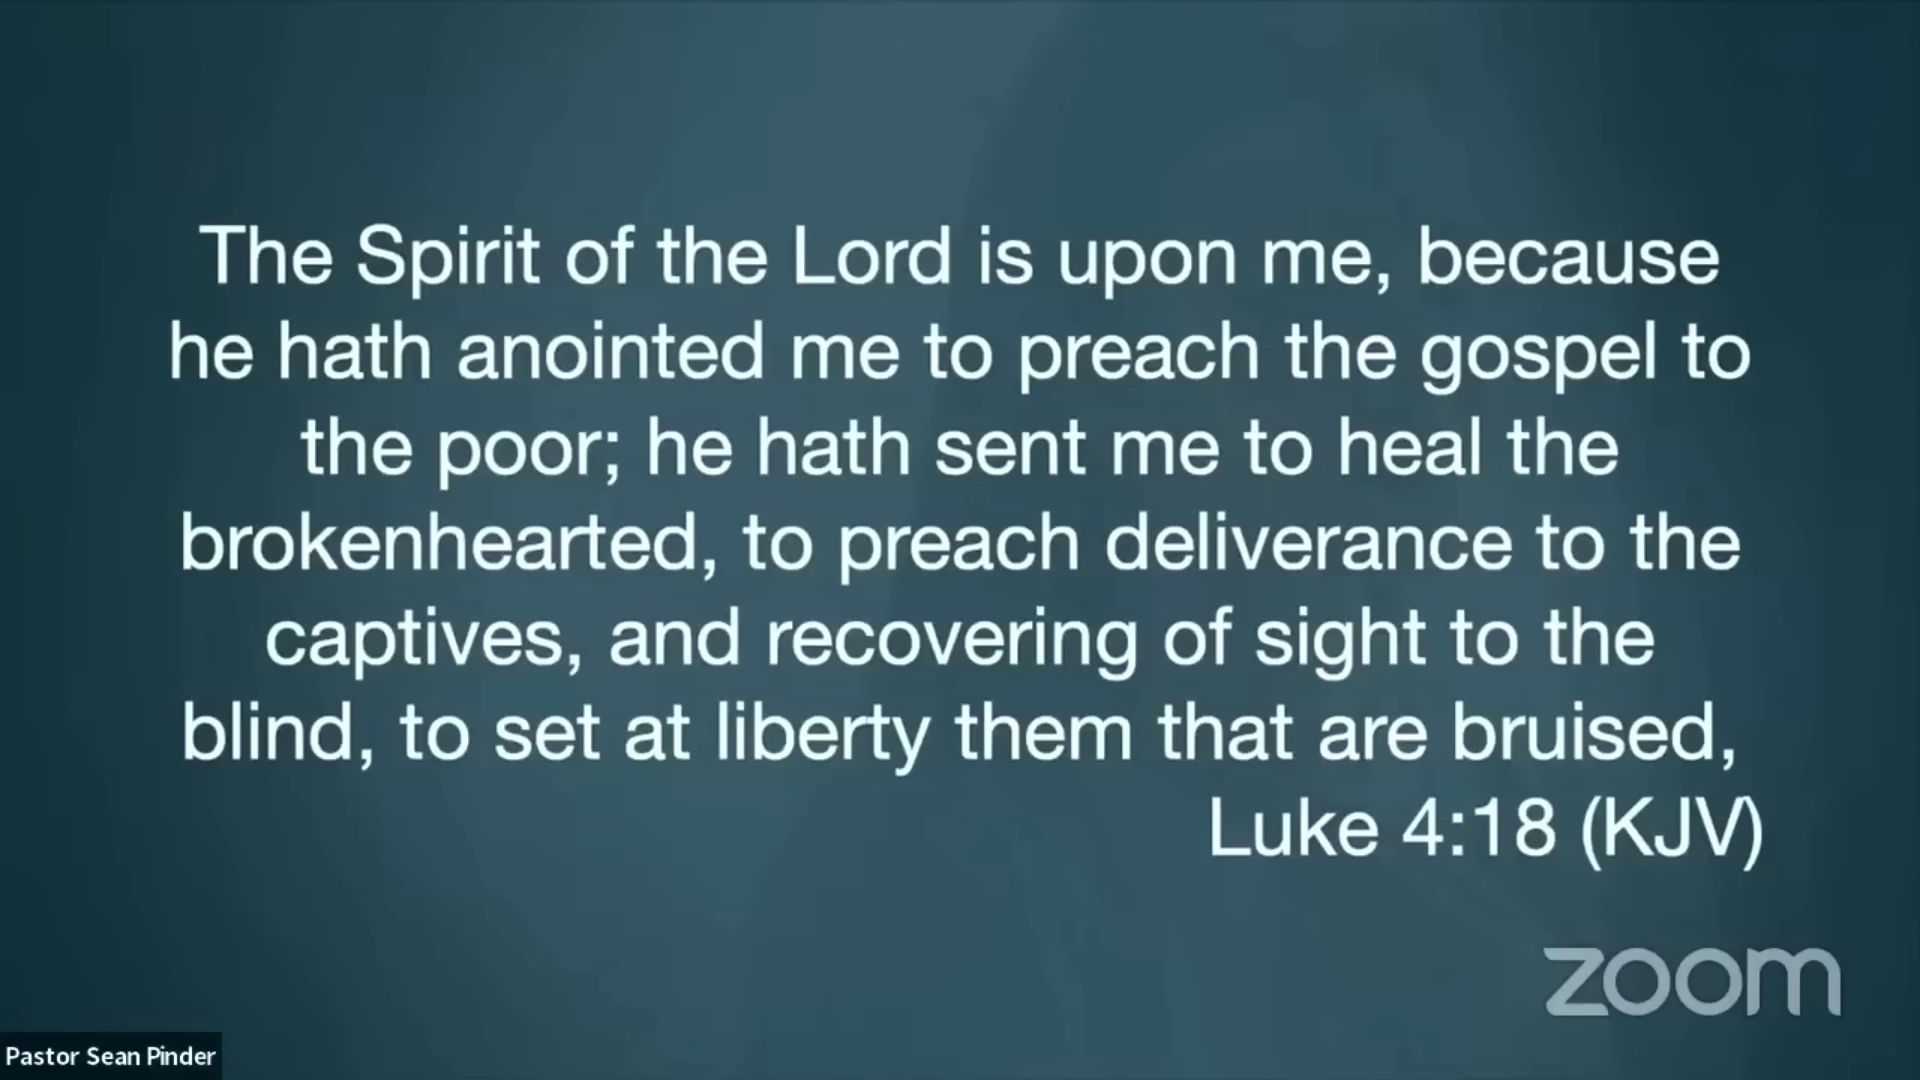 The Spirit of the Lord is upon me, because
he hath anointed me to preach the gospel to
the poor; he hath sent me to heal the
brokenhearted, to preach deliverance to the
captives, and recovering of sight to the
blind, to set at liberty them that are bruised,
Luke 4:18 (KJV)
zoom
Pastor Sean Pinder